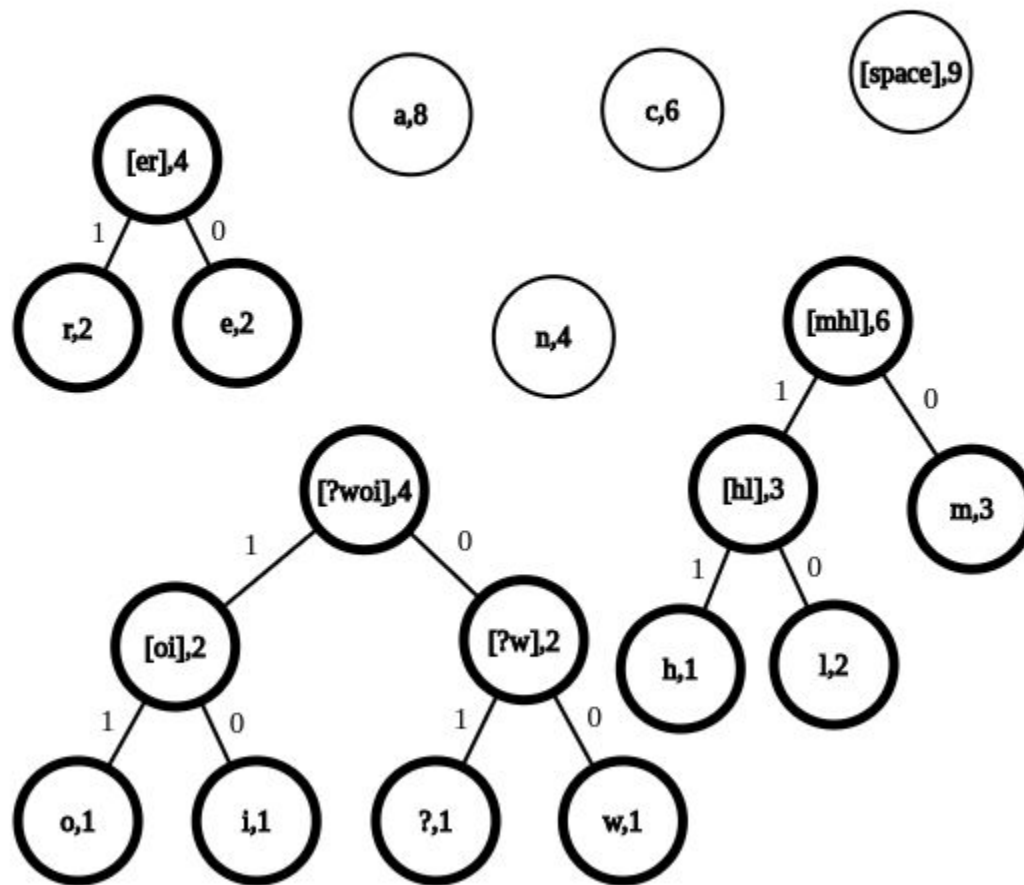 [space],9
a,8
c,6
[er],4
1
0
r,2
e,2
n,4
[mhl],6
1
0
[hl],3
m,3
1
0
h,1
l,2
[?woi],4
1
0
[oi],2
[?w],2
1
0
1
0
o,1
i,1
?,1
w,1